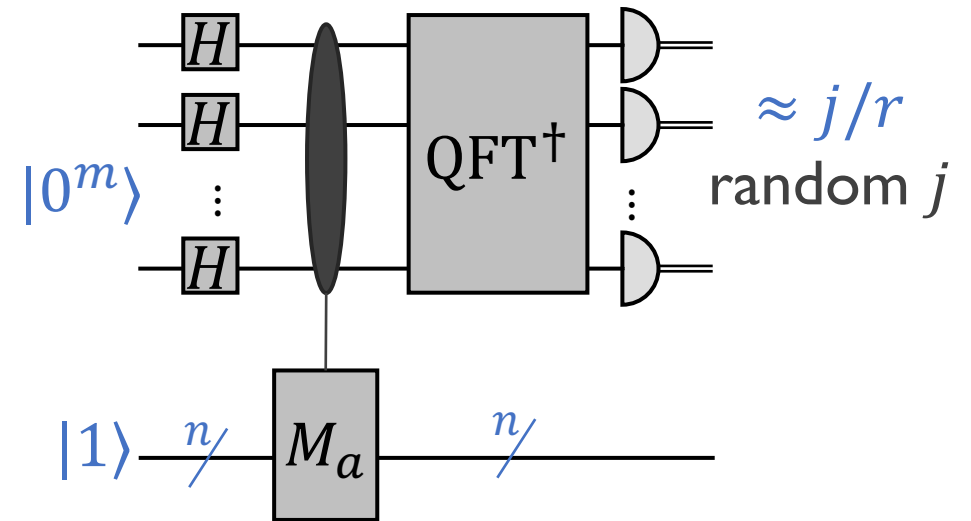 H
H
|0^m⟩
⋮
H
QFT†
⋮
≈ j/r
random j
|1⟩
n
M_a
n